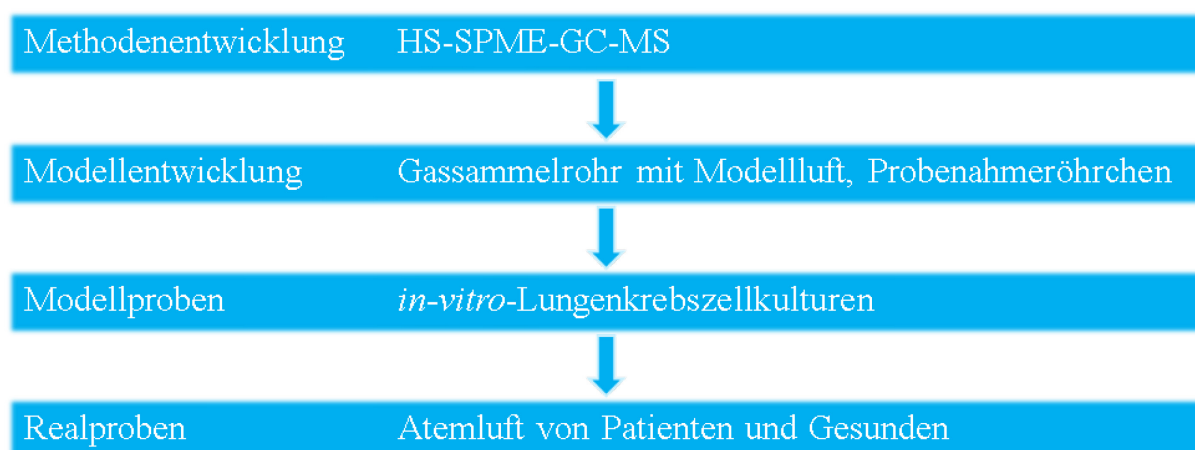 Methodenentwicklung HS-SPME-GC-MS
Modellentwicklung Gassammelrohr mit Modellluft, Probenahmeröhrchen
Modellproben in-vitro-Lungenkrebszellkulturen
Realproben Atemluft von Patienten und Gesunden